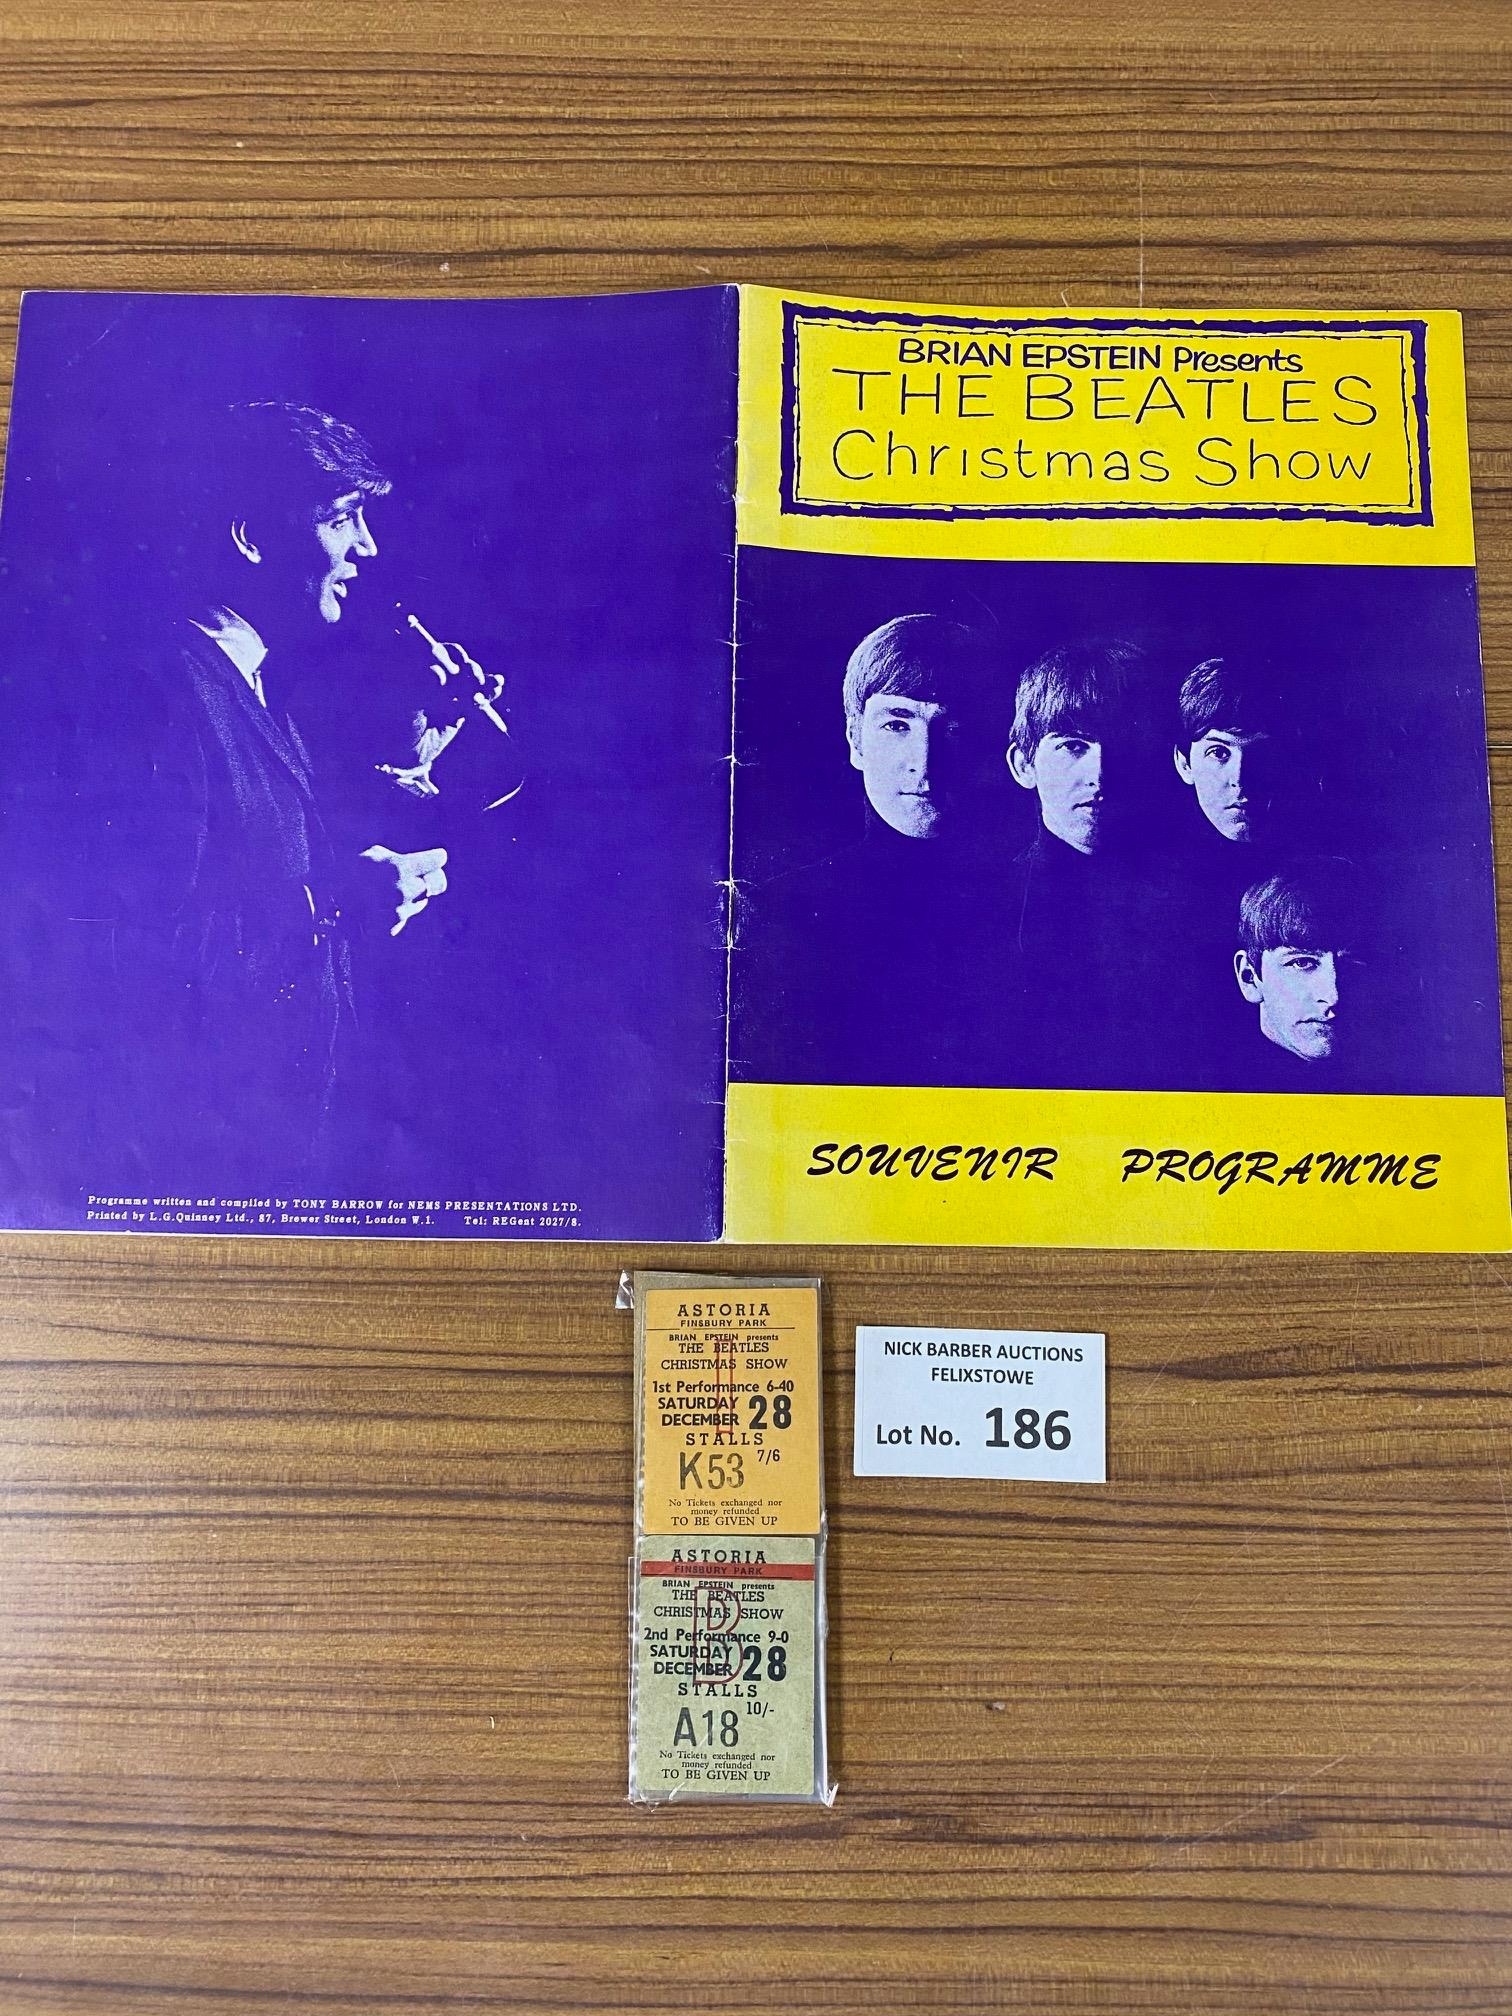 BRIAN EPSTEIN Presents
THE BEATLES
Christmas Show
SOUVENIR PROGRAMME
Programme written and compiled by TONY BARROW for NEMS PRESENTATIONS LTD.
Printed by L.G.Quinney Ltd., 87, Brewer Street, London W.1. Tel: REGent 2027/8.
ASTORIA
FINSBURY PARK
BRIAN EPSTEIN presents
THE BEATLES
CHRISTMAS SHOW
1st Performance 6-40
SATURDAY
DECEMBER 28
STALLS
K53 7/6
No Tickets exchanged nor
money refunded
TO BE GIVEN UP
ASTORIA
FINSBURY PARK
BRIAN EPSTEIN presents
THE BEATLES
CHRISTMAS SHOW
B
2nd Performance 9-0
SATURDAY
DECEMBER 28
STALLS
A18 10/-
No Tickets exchanged nor
money refunded
TO BE GIVEN UP
NICK BARBER AUCTIONS
FELIXSTOWE
Lot No. 186